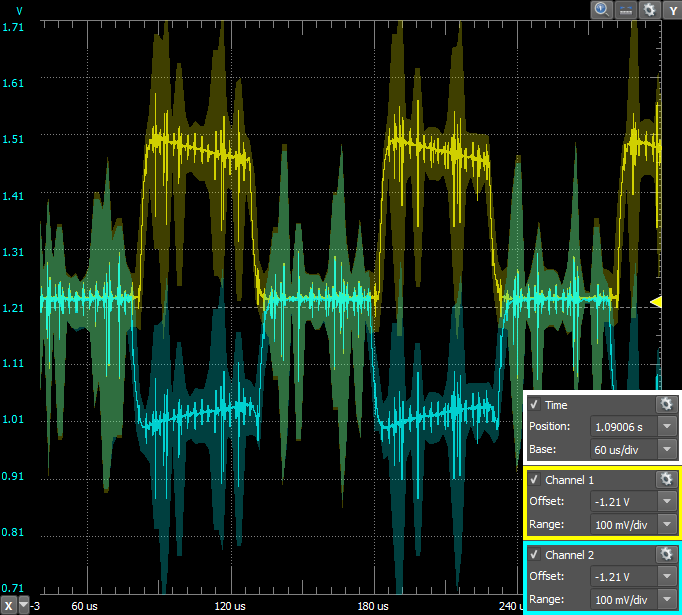 V
Y
1.71
1.61
1.51
1.41
1.31
1.21
1.11
1.01
0.91
0.81
0.71
Time
Position: 1.09006 s
Base: 60 us/div
Channel 1
Offset: -1.21 V
Range: 100 mV/div
Channel 2
Offset: -1.21 V
Range: 100 mV/div
X -3 60 us 120 us 180 us 240 u